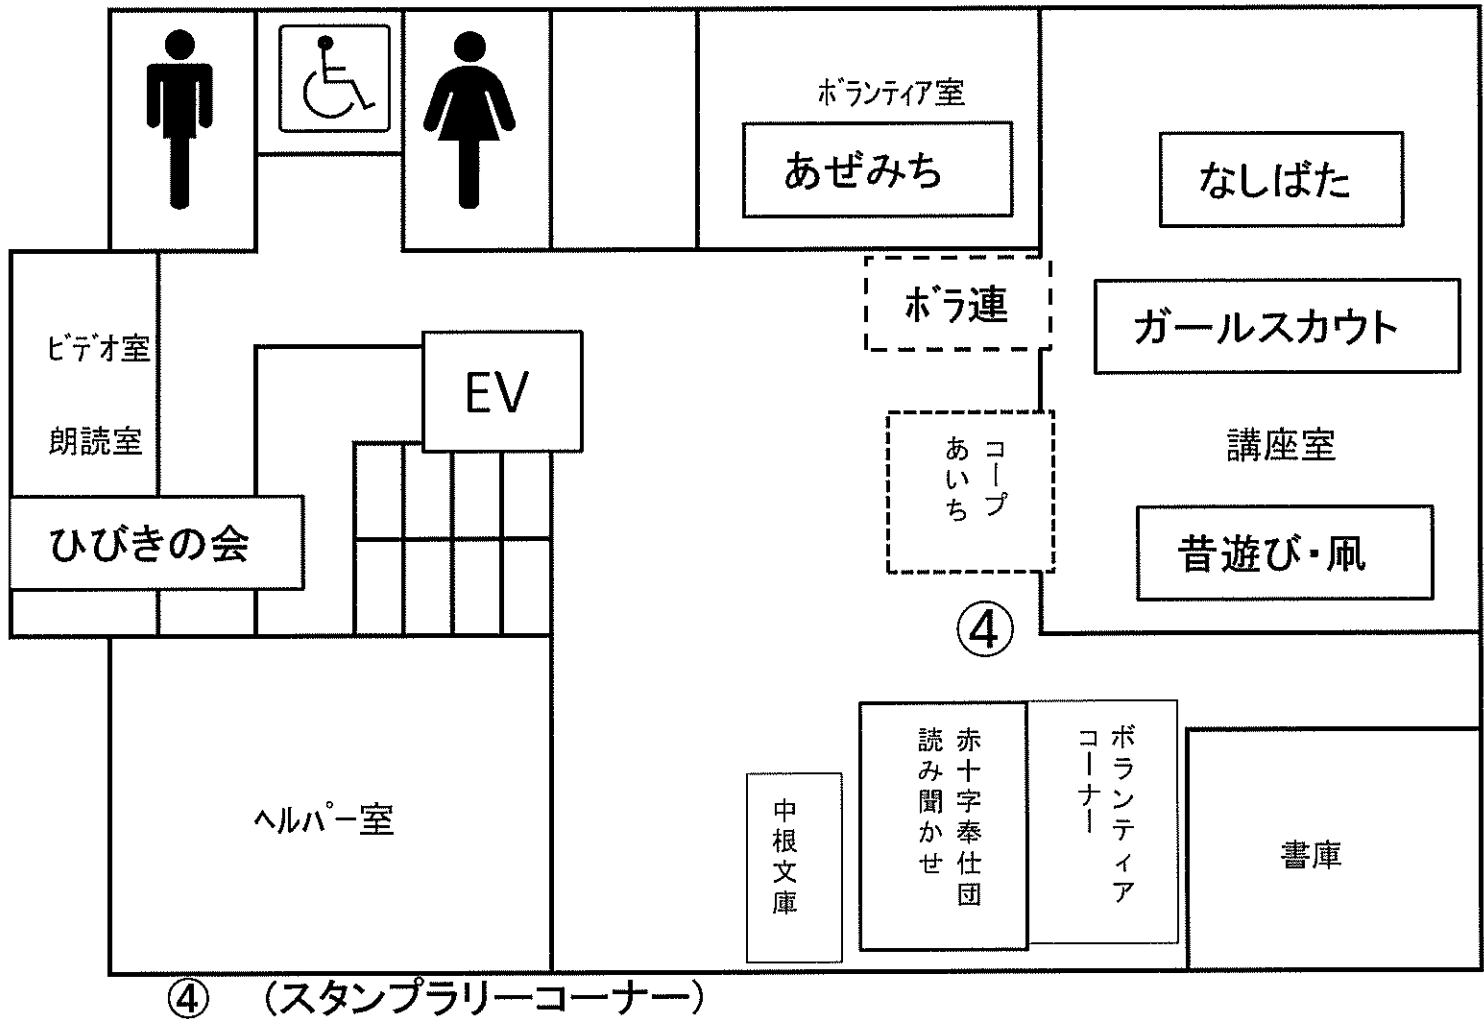 ボランティア室
あぜみち
なしばた
ボラ連
ガールスカウト
ビデオ室
朗読室
EV
コープ
あいち
講座室
ひびきの会
昔遊び・凧
④
ヘルパー室
中根文庫
赤十字奉仕団
読み聞かせ
ボランティア
コーナー
書庫
④ (スタンプラリーコーナー)